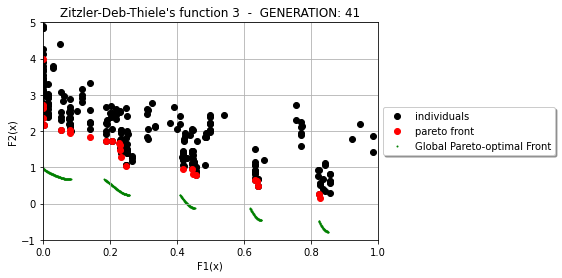 Zitzler-Deb-Thiele's function 3  -  GENERATION: 41
5
4
3
2
1
0
−1
F2(x)
0.0 0.2 0.4 0.6 0.8 1.0
F1(x)
individuals
pareto front
Global Pareto-optimal Front